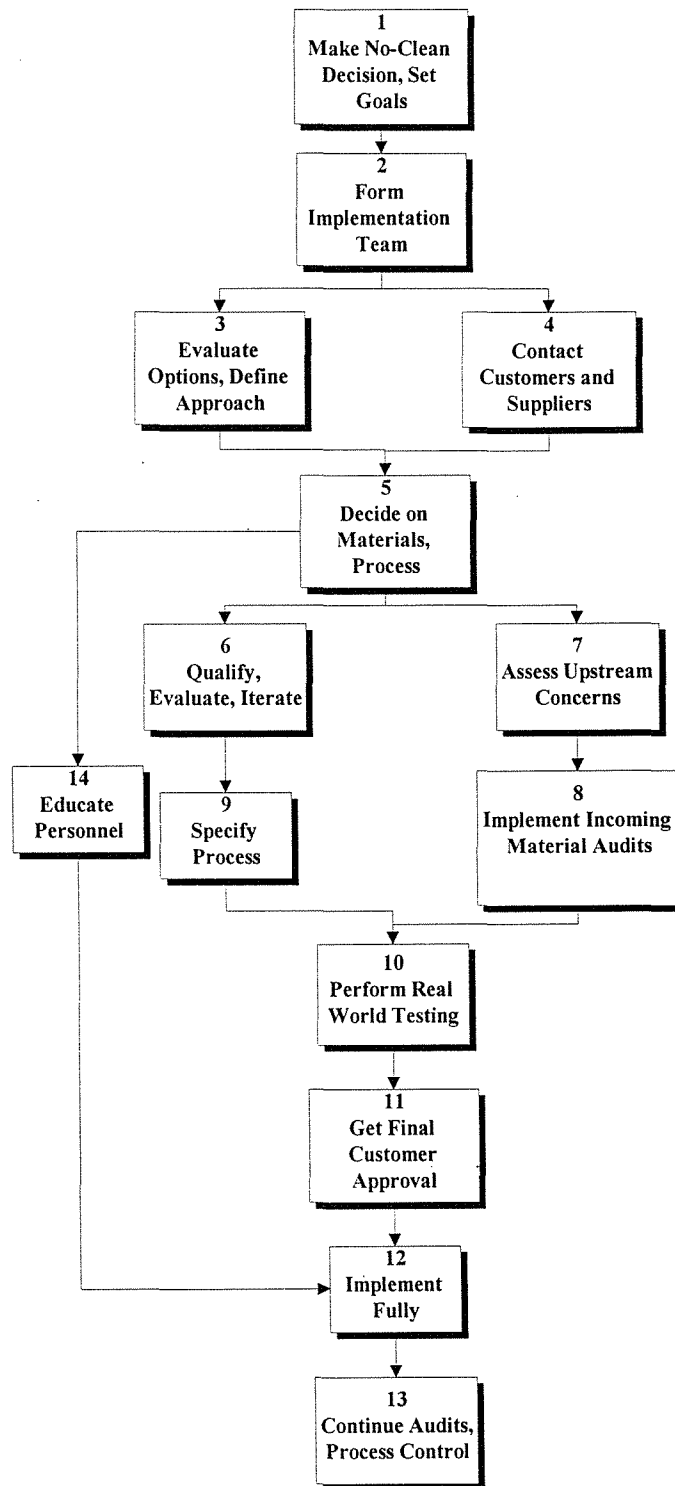 1
Make No-Clean
Decision, Set
Goals
2
Form
Implementation
Team
3
Evaluate
Options, Define
Approach
4
Contact
Customers and
Suppliers
5
Decide on
Materials,
Process
6
Qualify,
Evaluate, Iterate
7
Assess Upstream
Concerns
14
Educate
Personnel
9
Specify
Process
8
Implement Incoming
Material Audits
10
Perform Real
World Testing
11
Get Final
Customer
Approval
12
Implement
Fully
13
Continue Audits,
Process Control